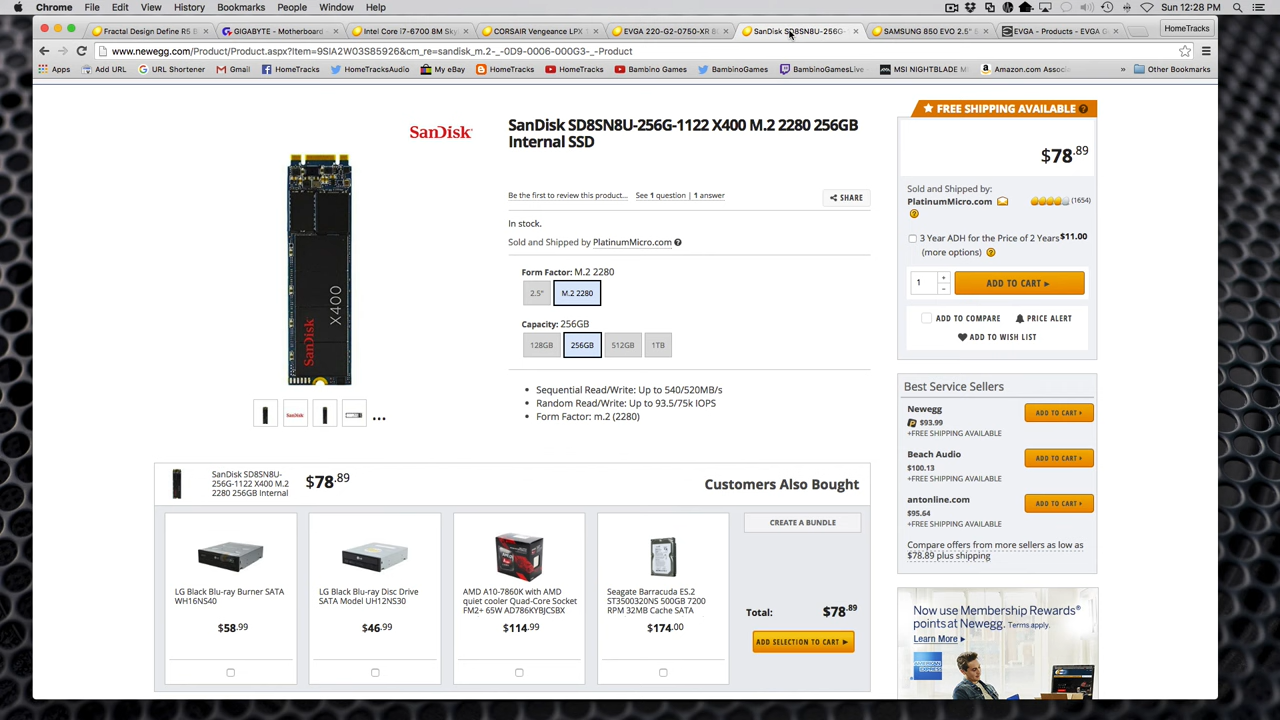 Chrome File Edit View History Bookmarks People Window Help
Sun 12:28 PM
Fractal Design Define R5 B
GIGABYTE - Motherboard
Intel Core i7-6700 8M Sky
CORSAIR Vengeance LPX
EVGA 220-G2-0750-XR 8
SanDisk SD8SN8U-256G-
SAMSUNG 850 EVO 2.5"
EVGA - Products - EVGA G
HomeTracks
www.newegg.com/Product/Product.aspx?Item=9SIA2W03S85926&cm_re=sandisk_m.2-_-0D9-0006-000G3-_-Product
Apps Add URL URL Shortener Gmail HomeTracks HomeTracksAudio My eBay HomeTracks Bambino Games BambinoGames BambinoGamesLive MSI NIGHTBLADE M Amazon.com Associ » Other Bookmarks
SanDisk
SanDisk SD8SN8U-256G-1122 X400 M.2 2280 256GB
Internal SSD
Be the first to review this product... See 1 question | 1 answer
SHARE
In stock.
Sold and Shipped by PlatinumMicro.com
Form Factor: M.2 2280
2.5" M.2 2280
Capacity: 256GB
128GB 256GB 512GB 1TB
Sequential Read/Write: Up to 540/520MB/s
Random Read/Write: Up to 93.5/75k IOPS
Form Factor: m.2 (2280)
SanDisk X400
...
FREE SHIPPING AVAILABLE
$78.89
Sold and Shipped by:
PlatinumMicro.com (1654)
3 Year ADH for the Price of 2 Years $11.00
(more options)
1 + - ADD TO CART
ADD TO COMPARE PRICE ALERT
ADD TO WISH LIST
Best Service Sellers
Newegg
$93.99
+FREE SHIPPING AVAILABLE
ADD TO CART
Beach Audio
$100.13
+FREE SHIPPING AVAILABLE
ADD TO CART
antonline.com
$95.64
+FREE SHIPPING AVAILABLE
ADD TO CART
Compare offers from more sellers as low as
$78.89 plus shipping
SanDisk SD8SN8U-
256G-1122 X400 M.2
2280 256GB Internal
$78.89
Customers Also Bought
LG Black Blu-ray Burner SATA
WH16NS40
$58.99
LG Black Blu-ray Disc Drive
SATA Model UH12NS30
$46.99
AMD A10-7860K with AMD
quiet cooler Quad-Core Socket
FM2+ 65W AD786KYBJCSBX
$114.99
Seagate Barracuda ES.2
ST3500320NS 500GB 7200
RPM 32MB Cache SATA
$174.00
CREATE A BUNDLE
Total: $78.89
ADD SELECTION TO CART
Now use Membership Rewards®
points at Newegg. Terms apply.
Learn More
AMERICAN EXPRESS